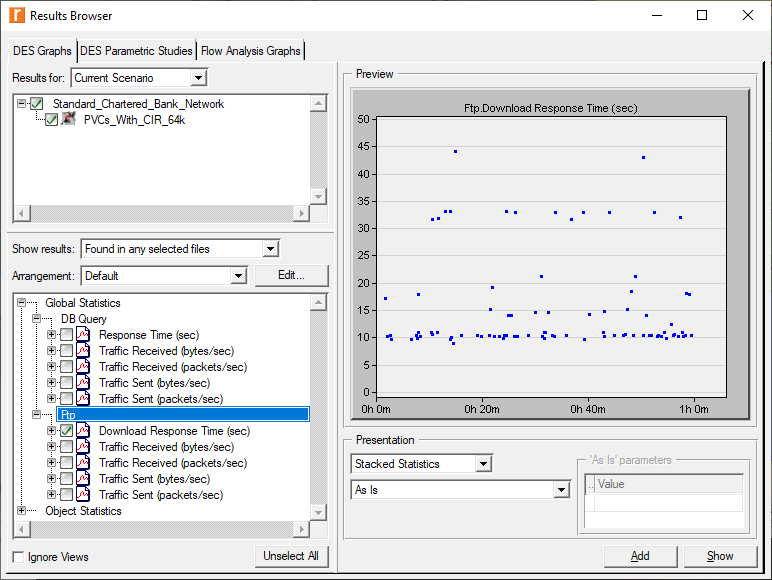 Results Browser
DES Graphs DES Parametric Studies Flow Analysis Graphs
Results for: Current Scenario
Standard_Chartered_Bank_Network
PVCs_With_CIR_64k
Show results: Found in any selected files
Arrangement: Default Edit...
Global Statistics
DB Query
Response Time (sec)
Traffic Received (bytes/sec)
Traffic Received (packets/sec)
Traffic Sent (bytes/sec)
Traffic Sent (packets/sec)
Ftp
Download Response Time (sec)
Traffic Received (bytes/sec)
Traffic Received (packets/sec)
Traffic Sent (bytes/sec)
Traffic Sent (packets/sec)
Object Statistics
Ignore Views Unselect All
Preview
Ftp.Download Response Time (sec)
50
45
40
35
30
25
20
15
10
5
0
0h 0m 0h 20m 0h 40m 1h 0m
Presentation
Stacked Statistics
As Is
'As Is' parameters
.. Value
Add Show